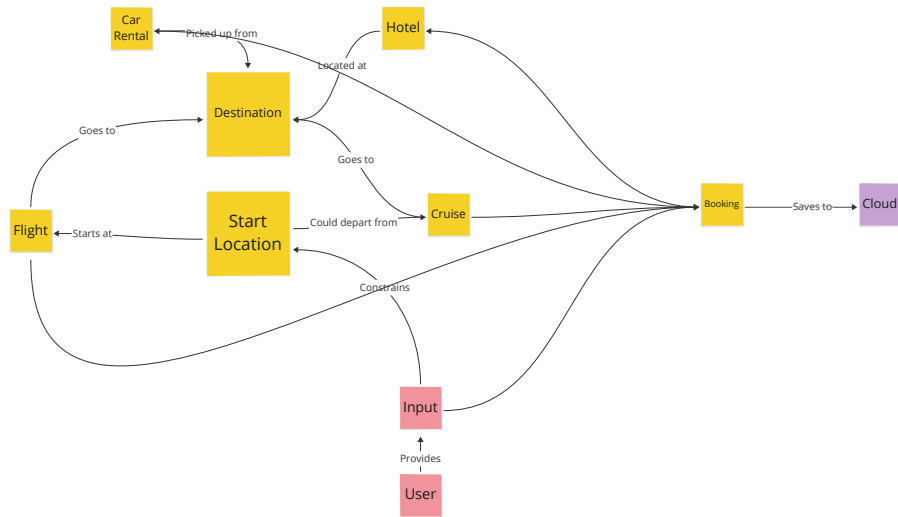 Car
Rental
Picked up from
Hotel
Located at
Destination
Goes to
Goes to
Start
Location
Could depart from
Cruise
Booking
Saves to
Cloud
Flight
Starts at
Constrains
Input
Provides
User